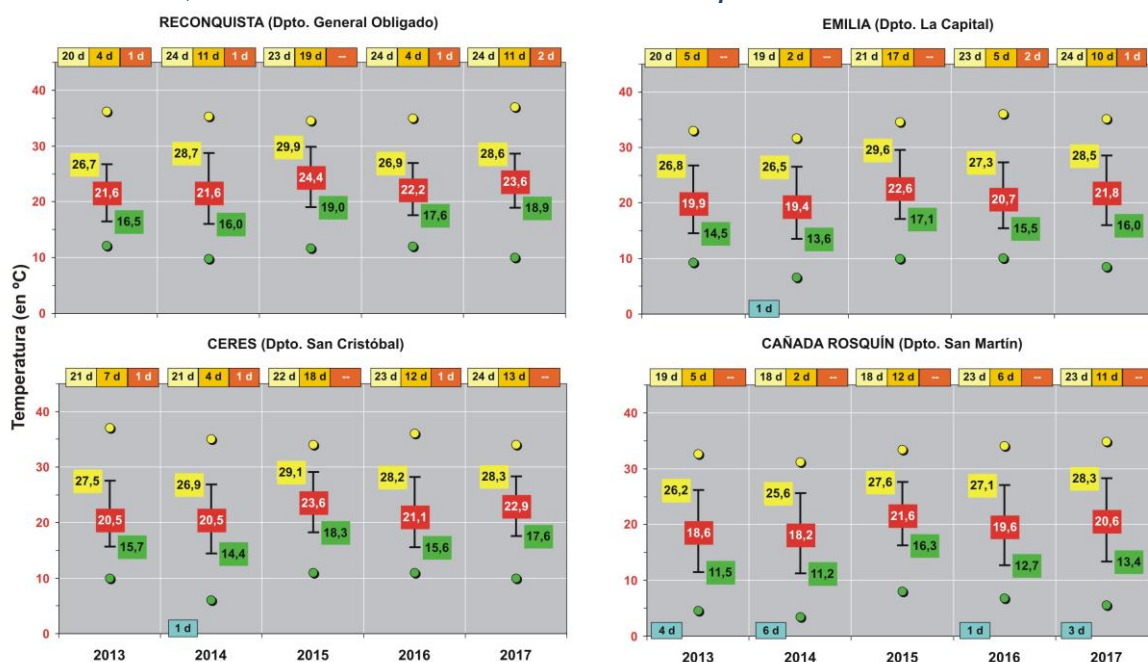 RECONQUISTA (Dpto. General Obligado)
20 d 4 d 1 d 24 d 11 d 1 d 23 d 19 d -- 24 d 4 d 1 d 24 d 11 d 2 d
40
30
20
10
0
26,7 28,7 29,9 26,9 28,6
21,6 21,6 24,4 22,2 23,6
16,5 16,0 19,0 17,6 18,9
EMILIA (Dpto. La Capital)
20 d 5 d -- 19 d 2 d -- 21 d 17 d -- 23 d 5 d 2 d 24 d 10 d 1 d
40
30
20
10
0
26,8 26,5 29,6 27,3 28,5
19,9 19,4 22,6 20,7 21,8
14,5 13,6 17,1 15,5 16,0
1 d
Temperatura (en ºC)
CERES (Dpto. San Cristóbal)
21 d 7 d 1 d 21 d 4 d 1 d 22 d 18 d -- 23 d 12 d 1 d 24 d 13 d --
40
30
20
10
0
27,5 26,9 29,1 28,2 28,3
20,5 20,5 23,6 21,1 22,9
15,7 14,4 18,3 15,6 17,6
1 d
2013 2014 2015 2016 2017
CAÑADA ROSQUÍN (Dpto. San Martín)
19 d 5 d -- 18 d 2 d -- 18 d 12 d -- 23 d 6 d -- 23 d 11 d --
40
30
20
10
0
26,2 25,6 27,6 27,1 28,3
18,6 18,2 21,6 19,6 20,6
11,5 11,2 16,3 12,7 13,4
4 d 6 d 1 d 3 d
2013 2014 2015 2016 2017